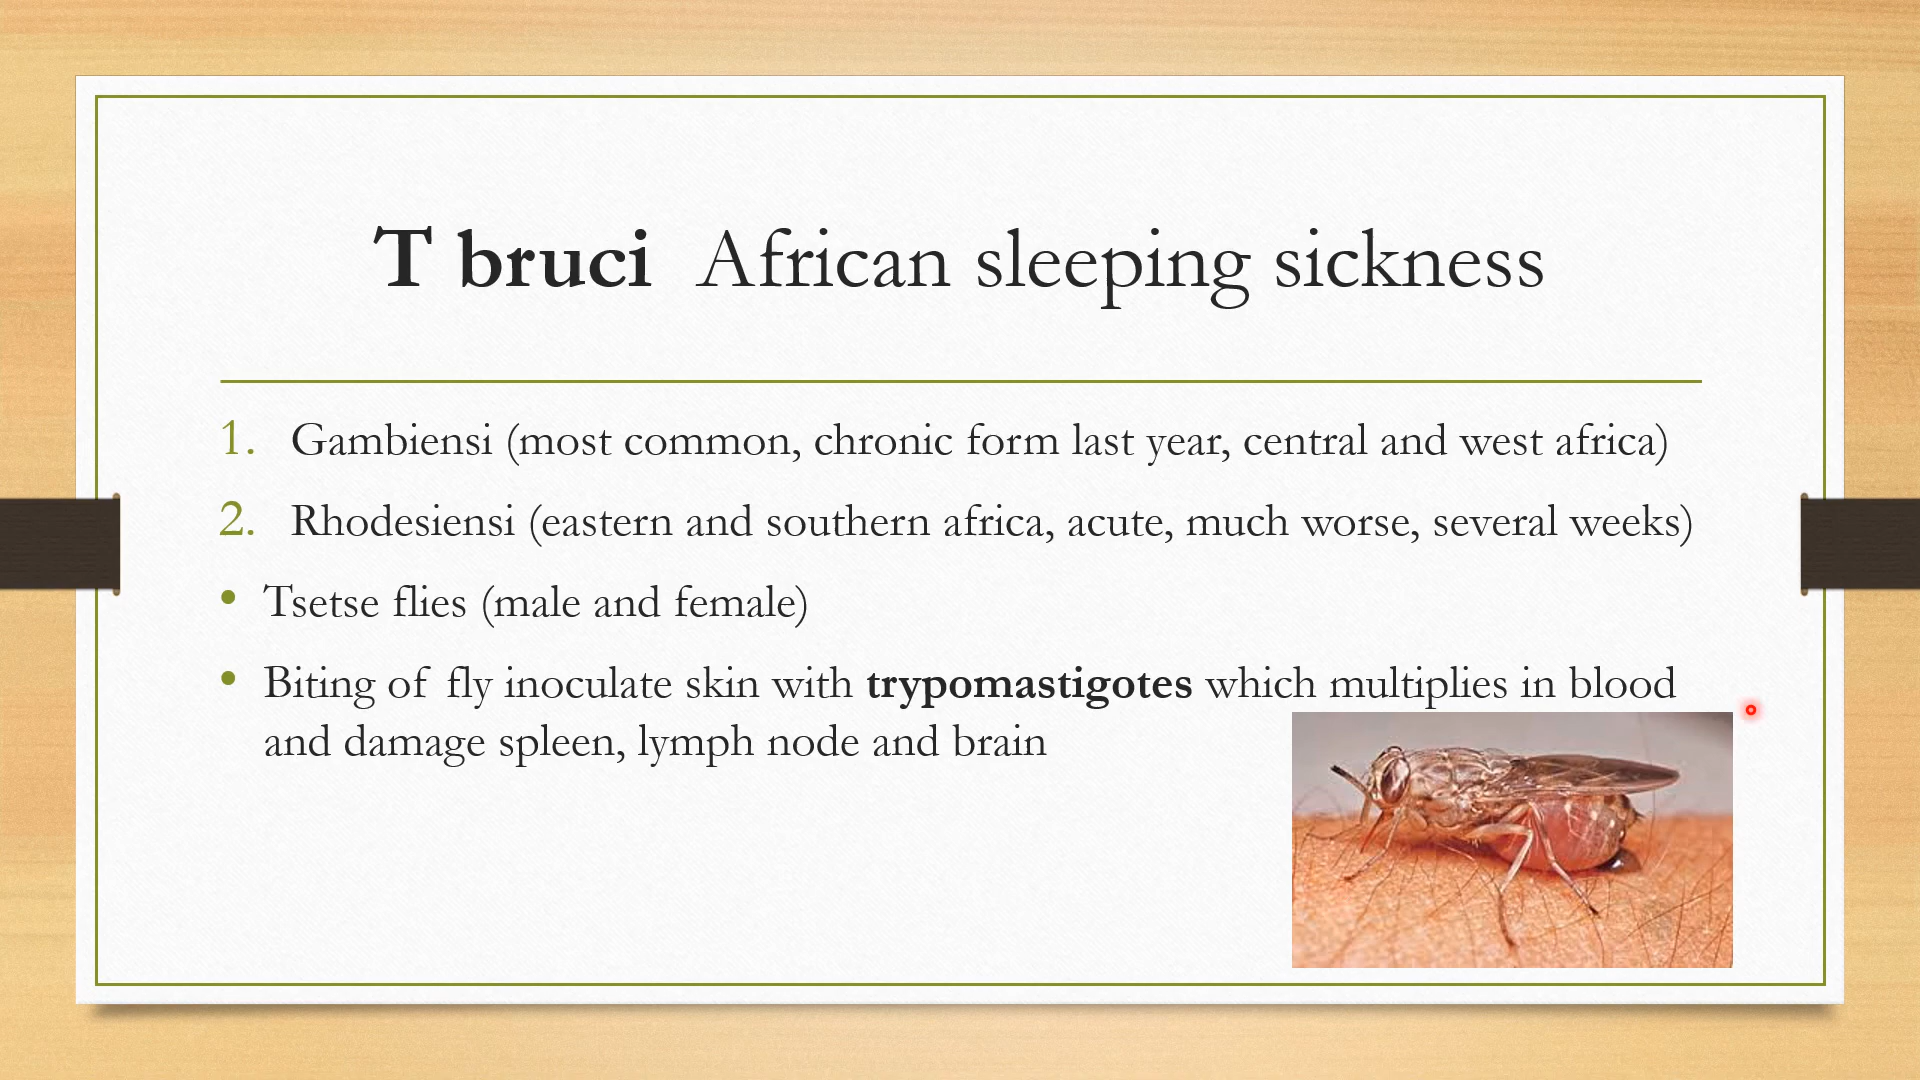 T bruci African sleeping sickness
1. Gambiensi (most common, chronic form last year, central and west africa)
2. Rhodesiensi (eastern and southern africa, acute, much worse, several weeks)
• Tsetse flies (male and female)
• Biting of fly inoculate skin with trypomastigotes which multiplies in blood
and damage spleen, lymph node and brain